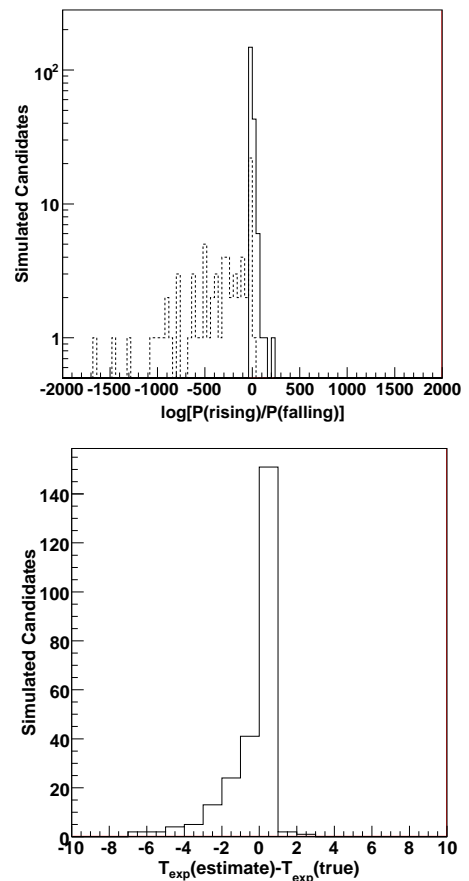 Simulated Candidates
10²
10
1
-2000 -1500 -1000 -500 0 500 1000 1500 2000
log[P(rising)/P(falling)]
Simulated Candidates
140
120
100
80
60
40
20
0
-10 -8 -6 -4 -2 0 2 4 6 8 10
T_exp(estimate)-T_exp(true)